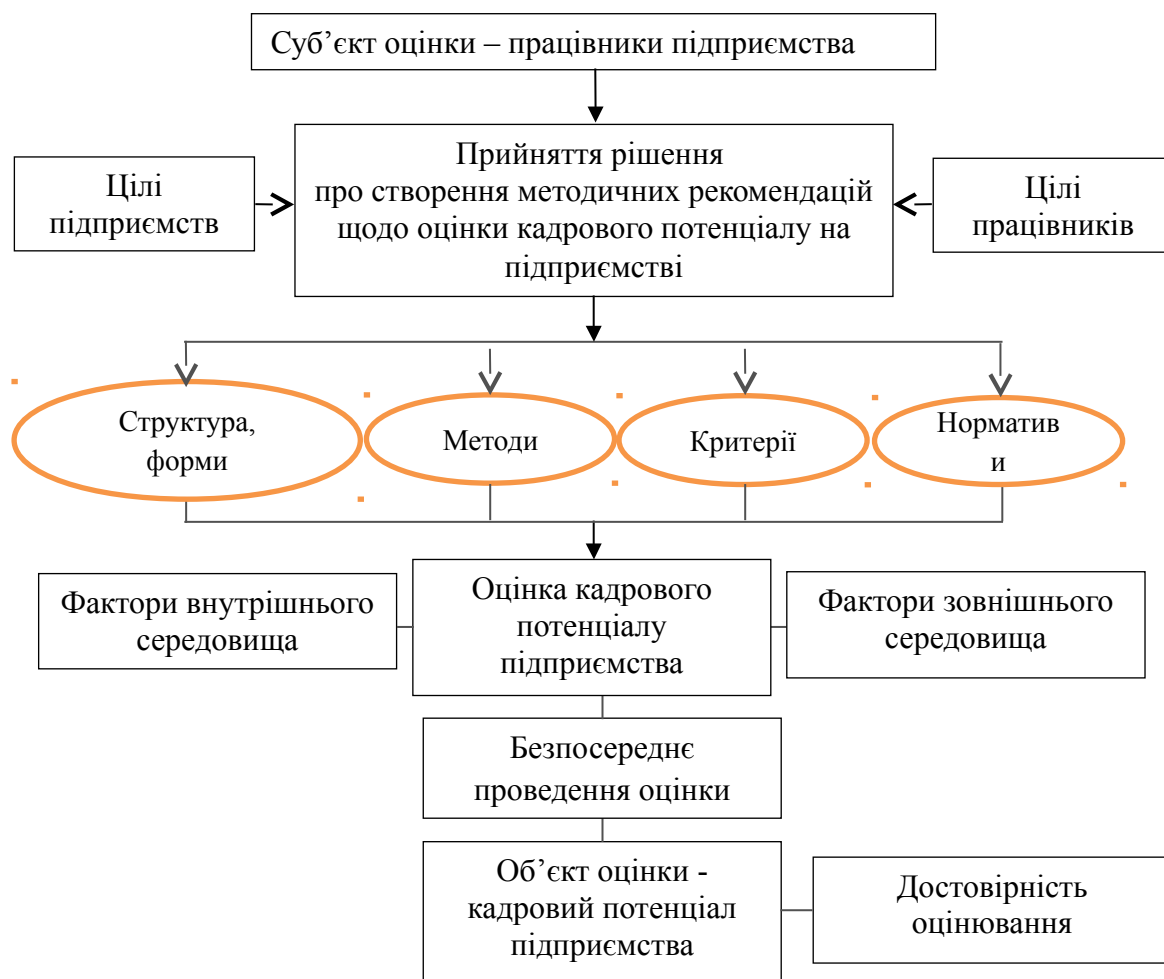 Суб’єкт оцінки – працівники підприємства
Прийняття рішення
про створення методичних рекомендацій
щодо оцінки кадрового потенціалу на
підприємстві
Цілі
підприємств
Цілі
працівників
Структура,
форми
Методи
Критерії
Норматив
и
Фактори внутрішнього
середовища
Оцінка кадрового
потенціалу
підприємства
Фактори зовнішнього
середовища
Безпосереднє
проведення оцінки
Об’єкт оцінки -
кадровий потенціал
підприємства
Достовірність
оцінювання